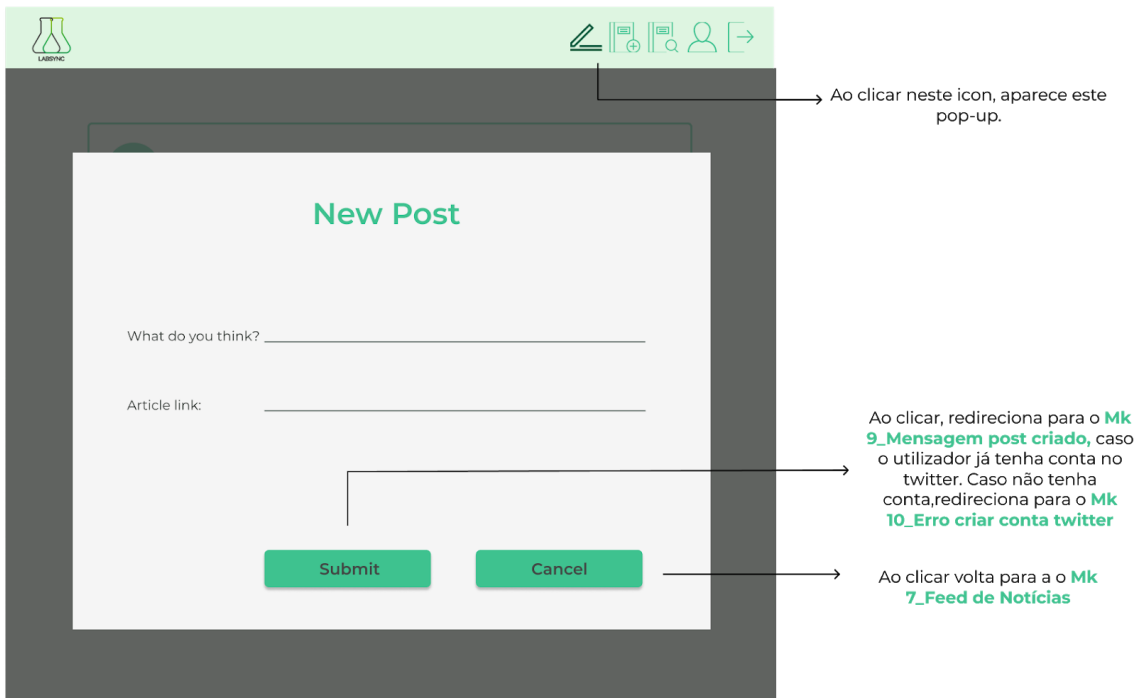 LABSYNC
Ao clicar neste icon, aparece este
pop-up.
New Post
What do you think?
Article link:
Ao clicar, redireciona para o Mk
9_Mensagem post criado, caso
o utilizador já tenha conta no
twitter. Caso não tenha
conta,redireciona para o Mk
10_Erro criar conta twitter
Submit
Cancel
Ao clicar volta para a o Mk
7_Feed de Notícias